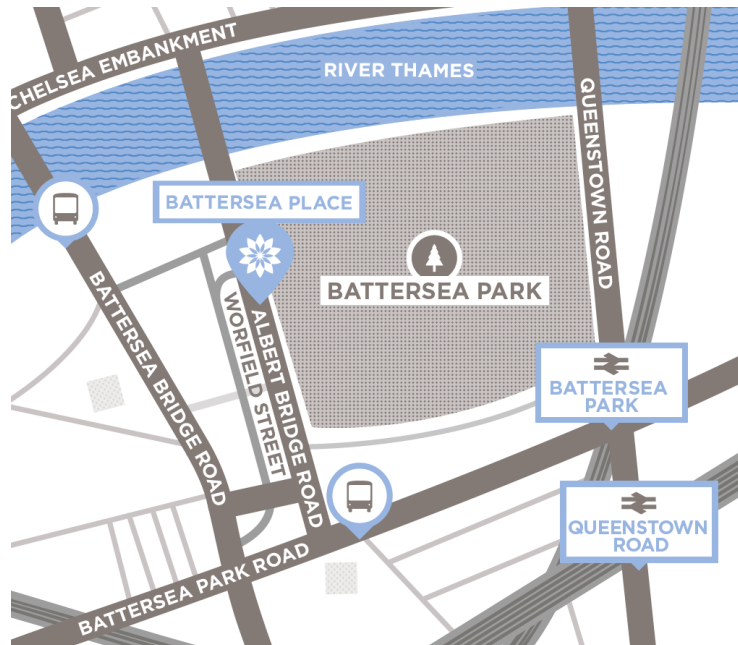 CHELSEA EMBANKMENT
RIVER THAMES
QUEENSTOWN ROAD
BATTERSEA PLACE
BATTERSEA PARK
BATTERSEA BRIDGE ROAD
WORFIELD STREET
ALBERT BRIDGE ROAD
BATTERSEA
PARK
QUEENSTOWN
ROAD
BATTERSEA PARK ROAD